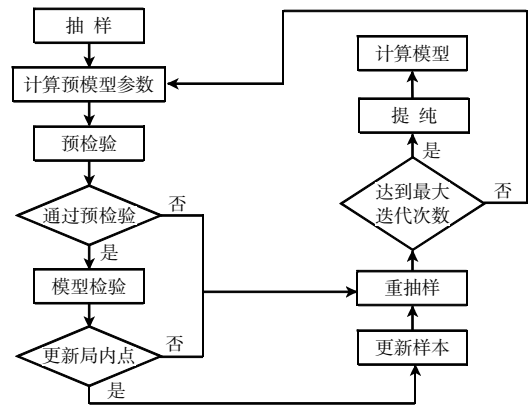 抽样
计算预模型参数
预检验
通过预检验
否
是
模型检验
更新局内点
否
是
计算模型
提纯
是
达到最大
迭代次数
否
重抽样
更新样本